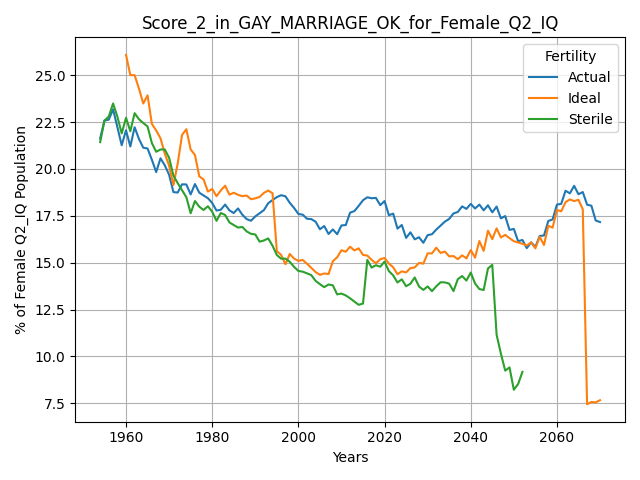 Score_2_in_GAY_MARRIAGE_OK_for_Female_Q2_IQ
Fertility
Actual
Ideal
Sterile
% of Female Q2_IQ Population
25.0
22.5
20.0
17.5
15.0
12.5
10.0
7.5
1960
1980
2000
2020
2040
2060
Years